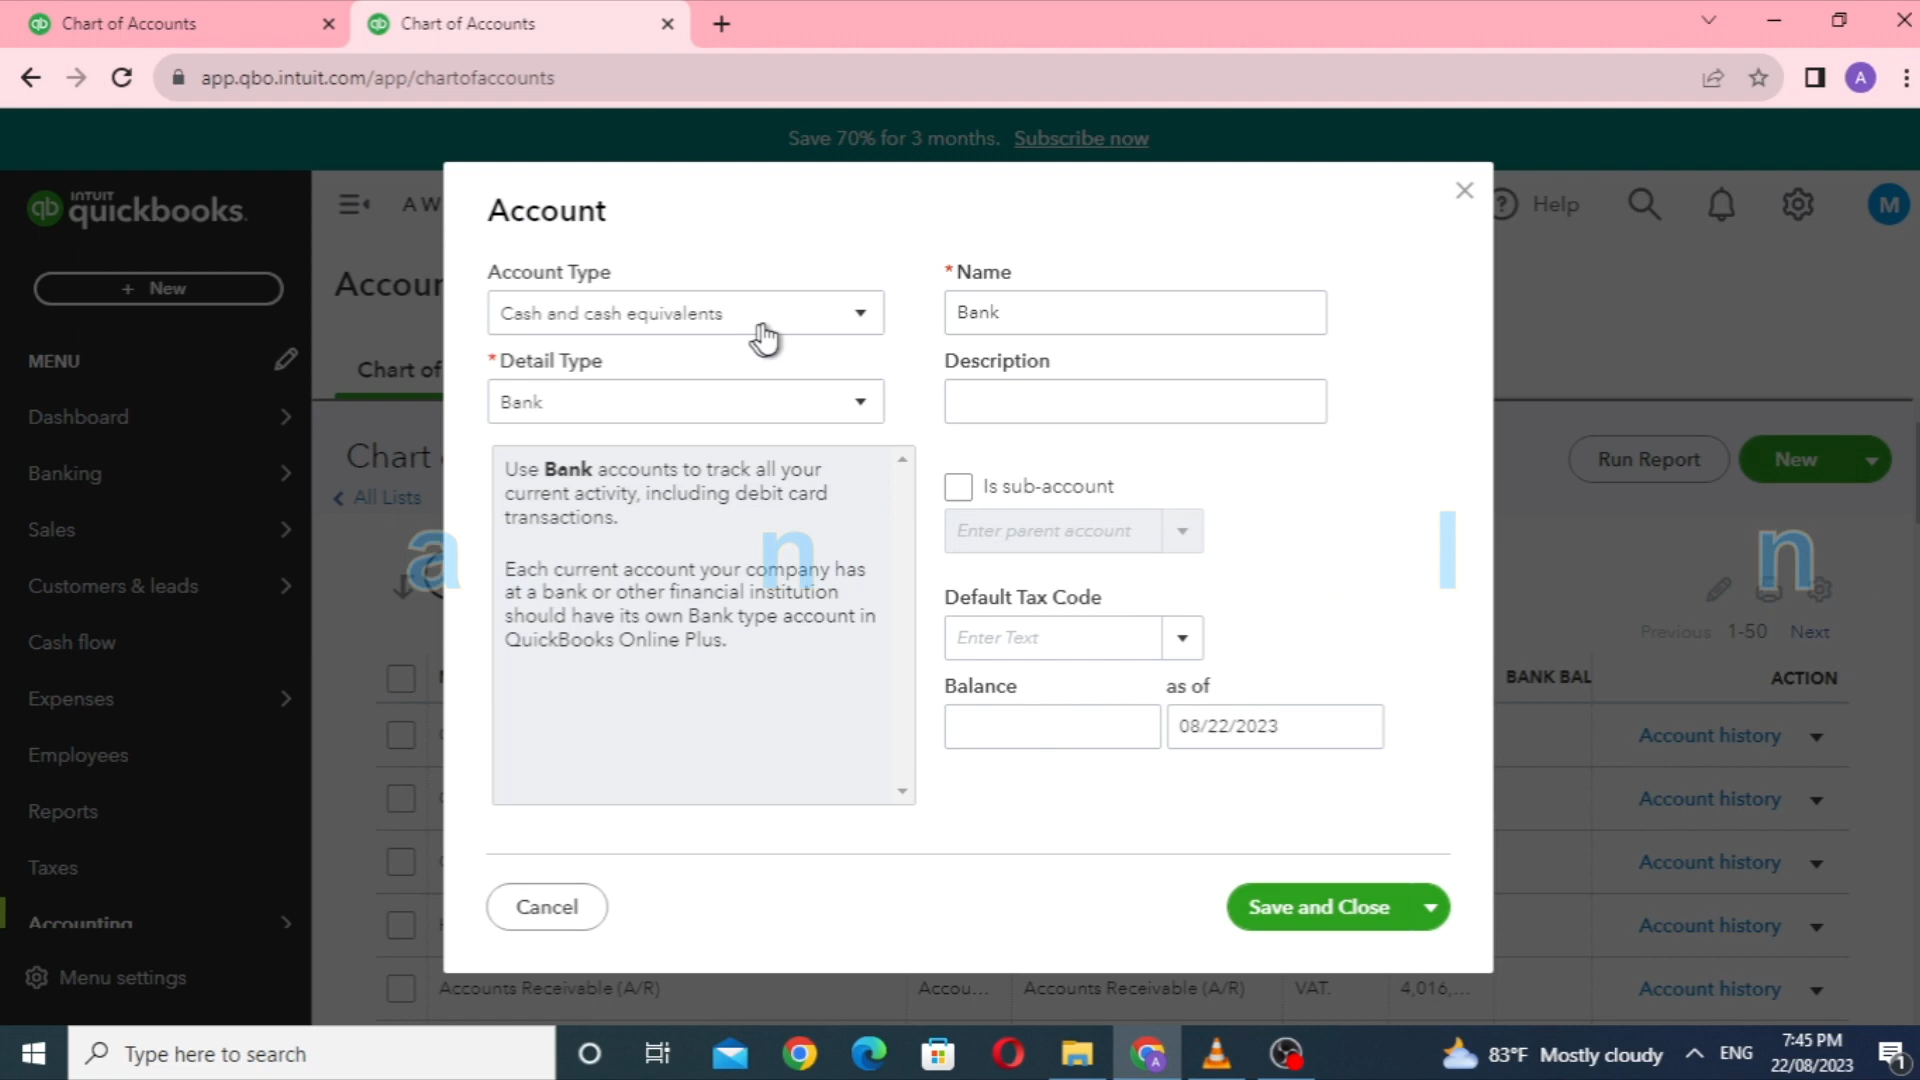 Chart of Accounts
Chart of Accounts
app.qbo.intuit.com/app/chartofaccounts
A
Save 70% for 3 months. Subscribe now
INTUIT
qb quickbooks.
A W
Help
M
+ New
MENU
Dashboard
Banking
Sales
Customers & leads
Cash flow
Expenses
Employees
Reports
Taxes
Accounting
Menu settings
Chart of
Chart
< All Lists
Run Report
New
Previous 1-50 Next
BANK BAL
ACTION
Account history
Account history
Account history
Account history
Accounts Receivable (A/R) Accou... Accounts Receivable (A/R) VAT. 4,016,... Account history
Account
Account Type
Cash and cash equivalents
* Detail Type
Bank
Use Bank accounts to track all your
current activity, including debit card
transactions.
Each current account your company has
at a bank or other financial institution
should have its own Bank type account in
QuickBooks Online Plus.
* Name
Bank
Description
Is sub-account
Enter parent account
Default Tax Code
Enter Text
Balance as of
08/22/2023
Cancel
Save and Close
a n l n
Type here to search
83°F Mostly cloudy
ENG
7:45 PM
22/08/2023
1